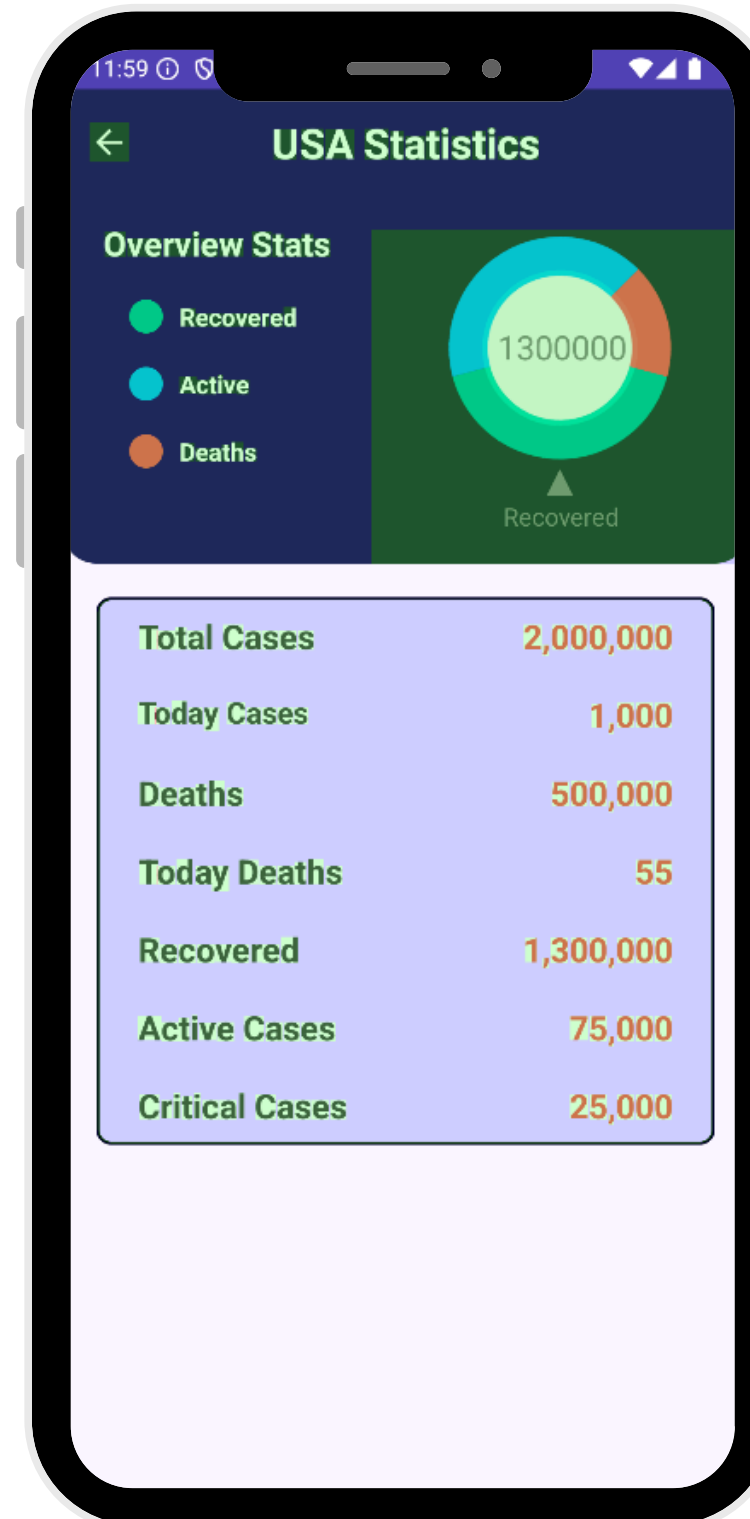 11:59
USA Statistics
Overview Stats
Recovered
Active
Deaths
1300000
Recovered
Total Cases 2,000,000
Today Cases 1,000
Deaths 500,000
Today Deaths 55
Recovered 1,300,000
Active Cases 75,000
Critical Cases 25,000